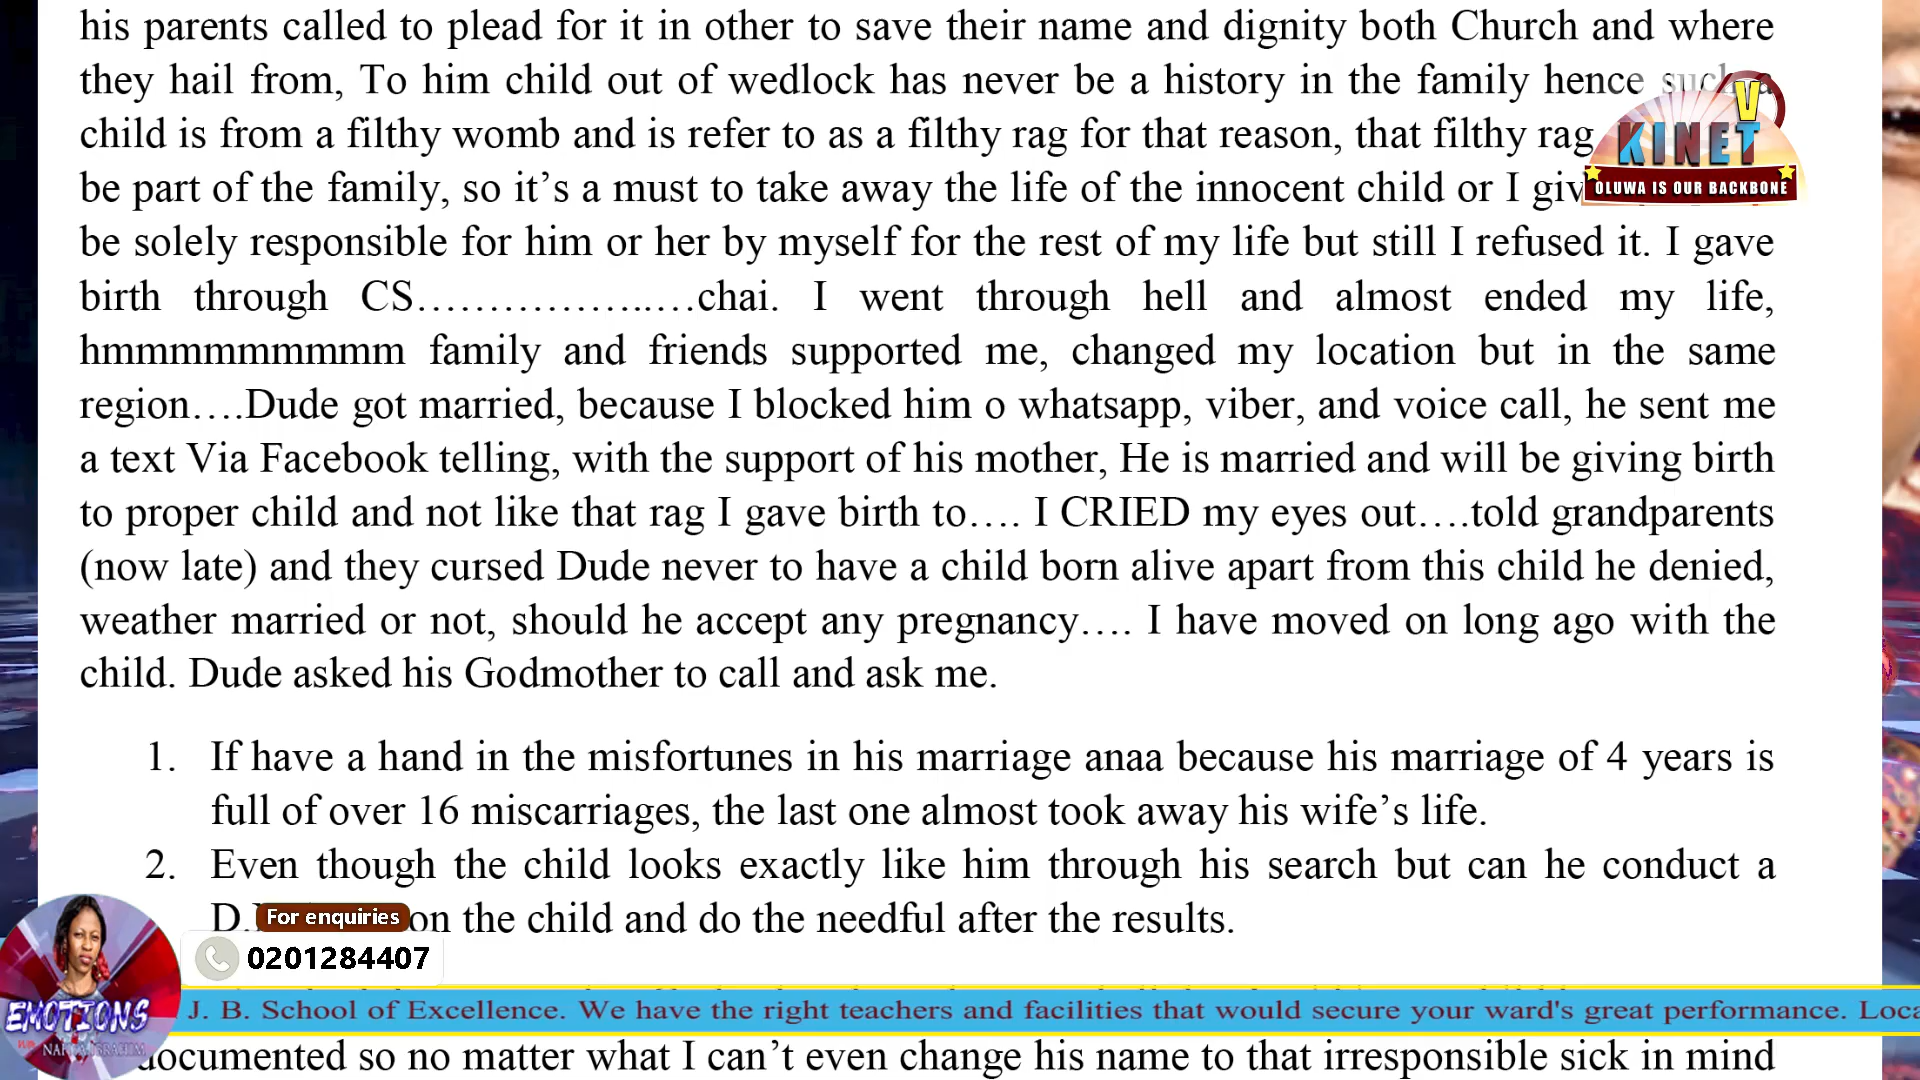 his parents called to plead for it in other to save their name and dignity both Church and where
they hail from, To him child out of wedlock has never be a history in the family hence such a
child is from a filthy womb and is refer to as a filthy rag for that reason, that filthy rag
be part of the family, so it's a must to take away the life of the innocent child or I giv
be solely responsible for him or her by myself for the rest of my life but still I refused it. I gave
birth through CS………………..…chai. I went through hell and almost ended my life,
hmmmmmmmmmm family and friends supported me, changed my location but in the same
region….Dude got married, because I blocked him o whatsapp, viber, and voice call, he sent me
a text Via Facebook telling, with the support of his mother, He is married and will be giving birth
to proper child and not like that rag I gave birth to…. I CRIED my eyes out….told grandparents
(now late) and they cursed Dude never to have a child born alive apart from this child he denied,
weather married or not, should he accept any pregnancy…. I have moved on long ago with the
child. Dude asked his Godmother to call and ask me.
1. If have a hand in the misfortunes in his marriage anaa because his marriage of 4 years is
full of over 16 miscarriages, the last one almost took away his wife's life.
2. Even though the child looks exactly like him through his search but can he conduct a
D. on the child and do the needful after the results.
documented so no matter what I can't even change his name to that irresponsible sick in mind
KINET
V
OLUWA IS OUR BACKBONE
For enquiries
0201284407
J. B. School of Excellence. We have the right teachers and facilities that would secure your ward's great performance. Loca
EMOTIONS